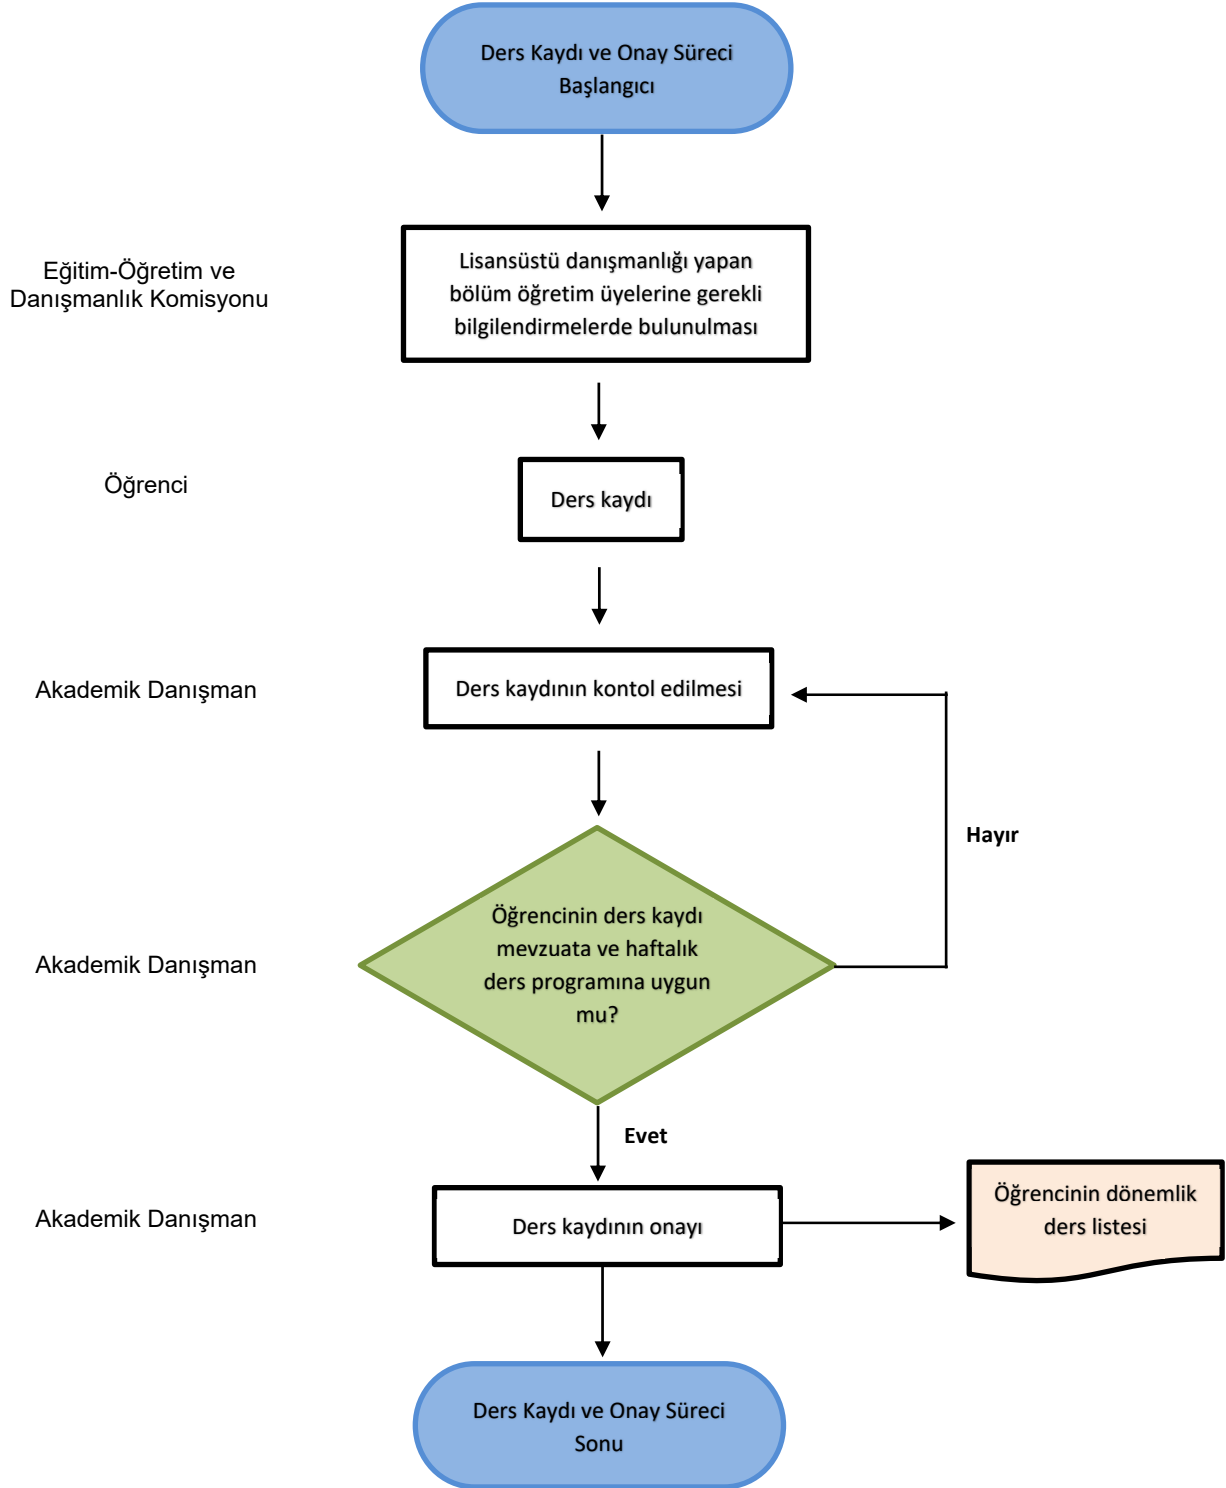 Ders Kaydı ve Onay Süreci
Başlangıcı
Eğitim-Öğretim ve
Danışmanlık Komisyonu
Lisansüstü danışmanlığı yapan
bölüm öğretim üyelerine gerekli
bilgilendirmelerde bulunulması
Öğrenci
Ders kaydı
Akademik Danışman
Ders kaydının kontol edilmesi
Hayır
Akademik Danışman
Öğrencinin ders kaydı
mevzuata ve haftalık
ders programına uygun
mu?
Evet
Akademik Danışman
Ders kaydının onayı
Öğrencinin dönemlik
ders listesi
Ders Kaydı ve Onay Süreci
Sonu